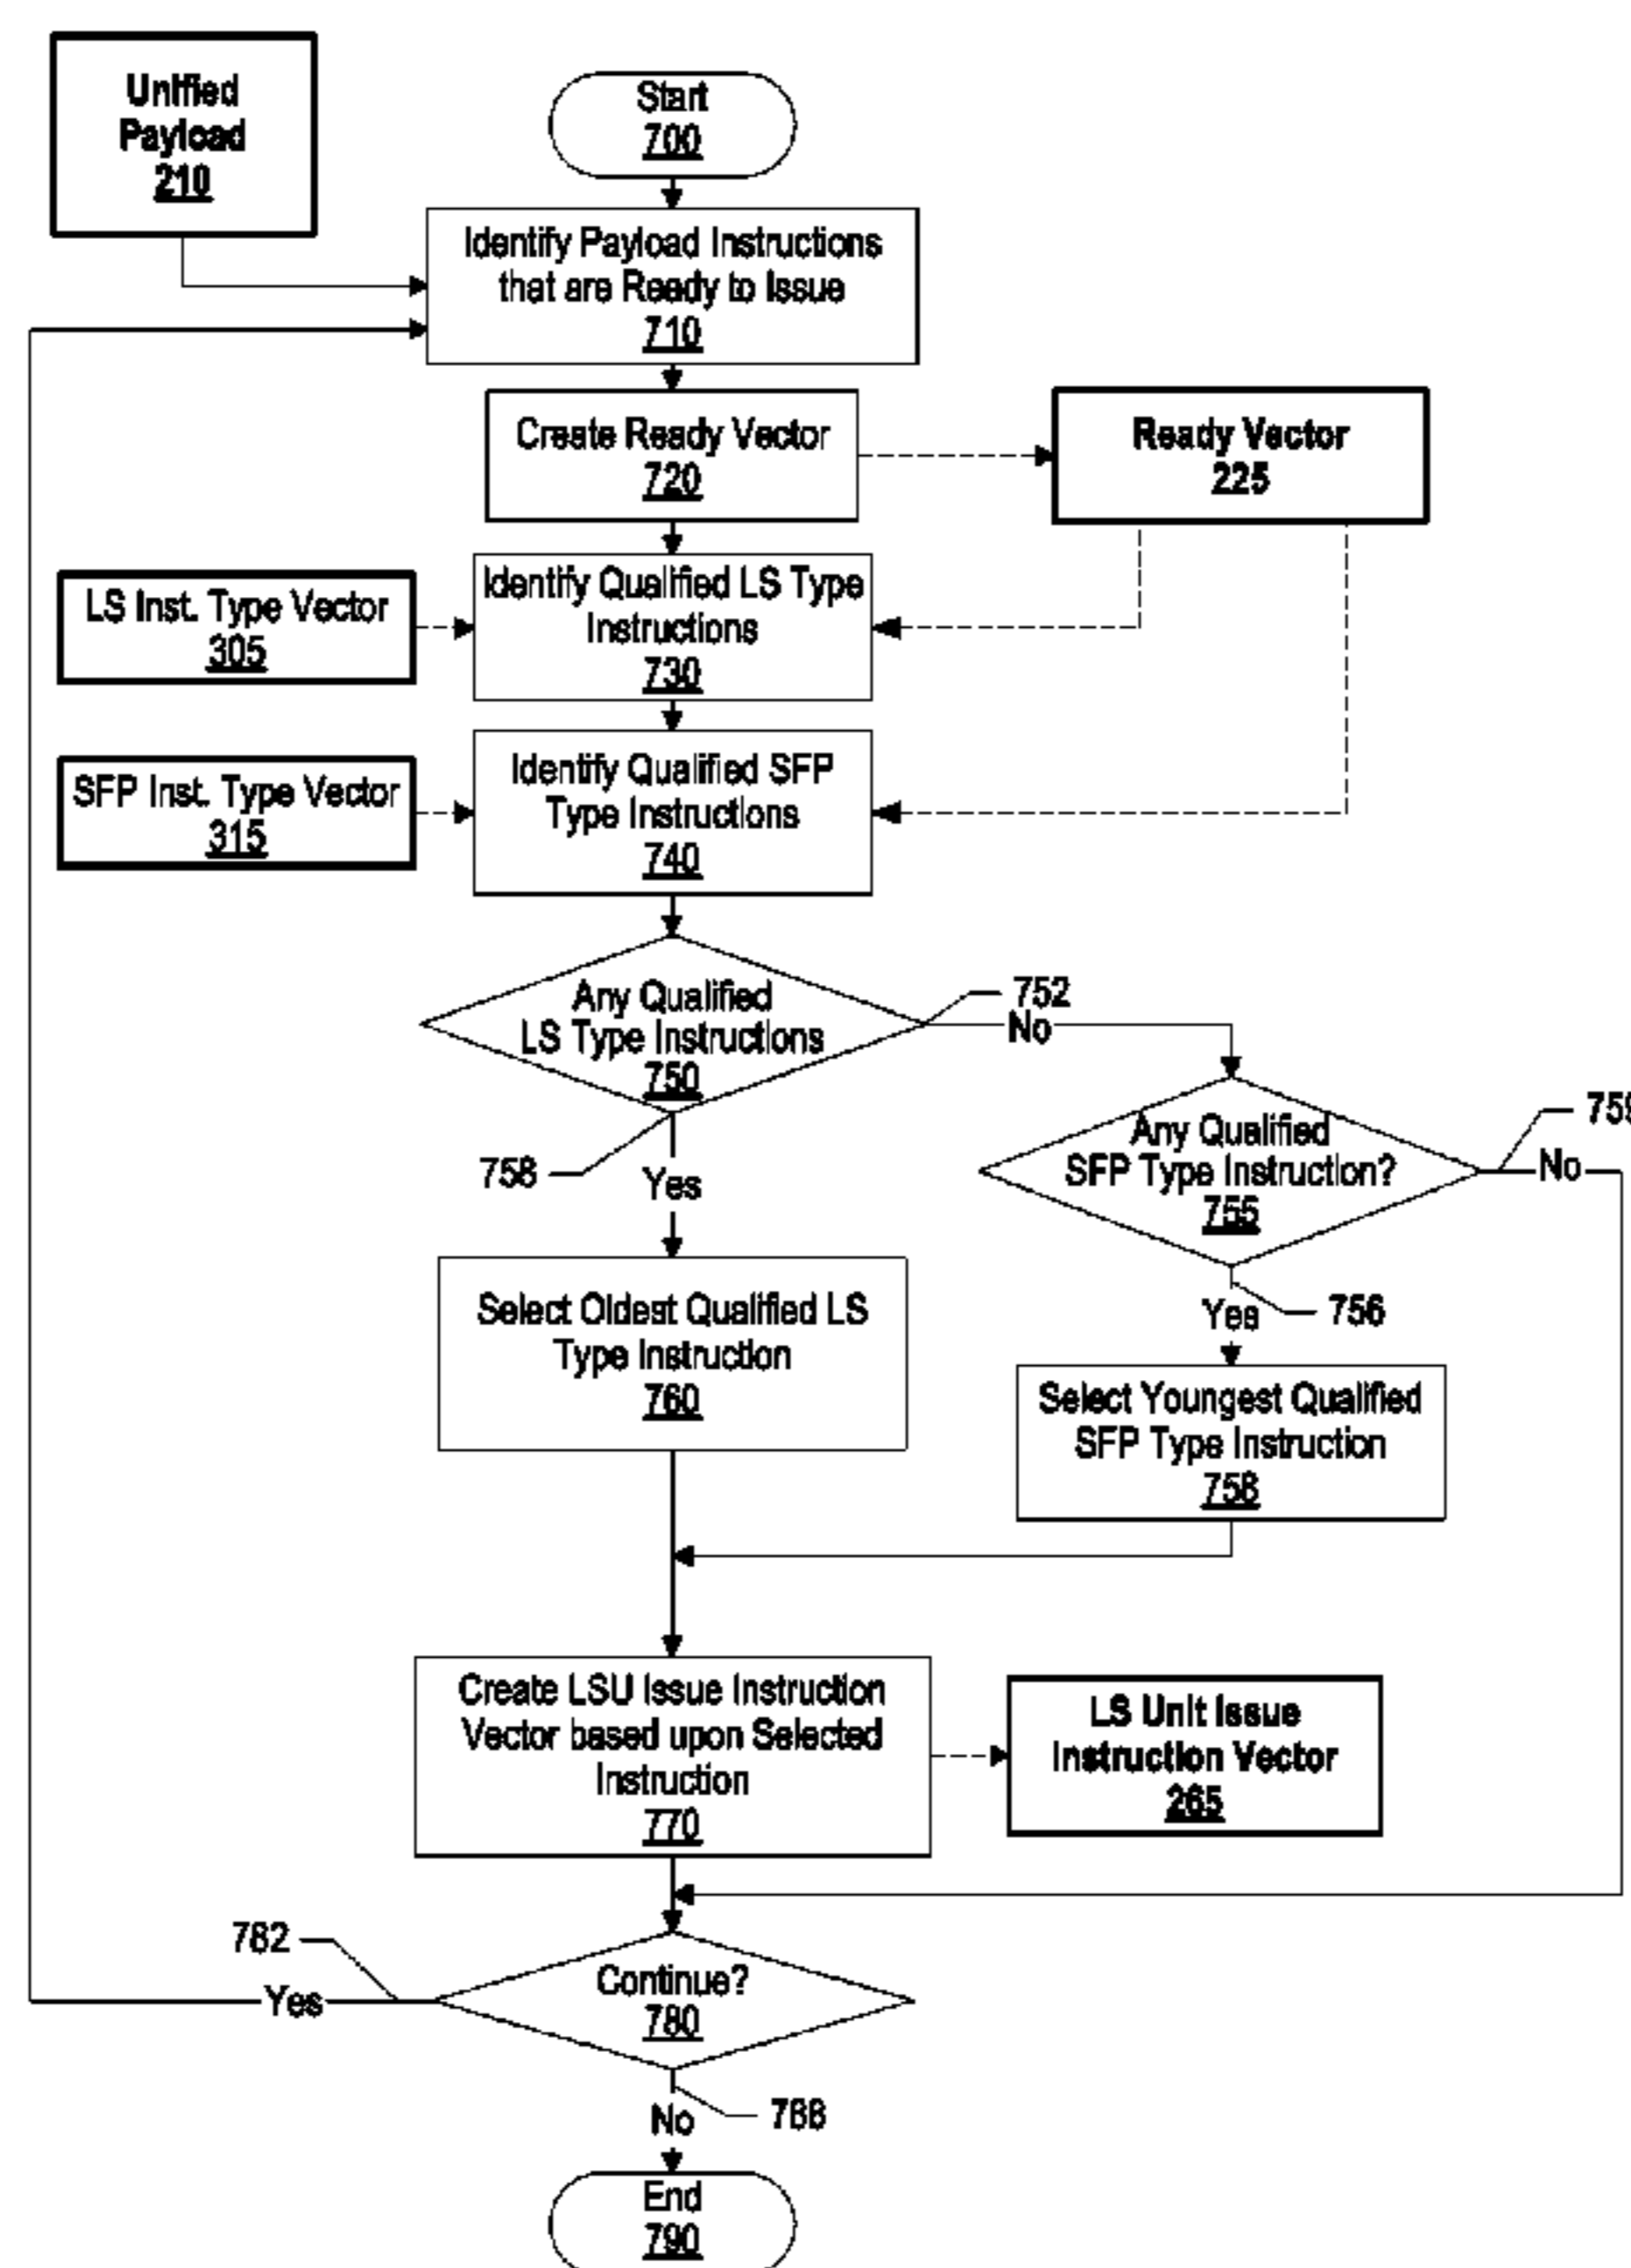 Unified
Payload
210
Start
700
Identify Payload Instructions
that are Ready to Issue
710
Create Ready Vector
720
Ready Vector
225
LS Inst. Type Vector
305
Identify Qualified LS Type
Instructions
730
SFP Inst. Type Vector
315
Identify Qualified SFP
Type Instructions
740
Any Qualified
LS Type Instructions
750
752
No
758
Yes
Any Qualified
SFP Type Instruction?
755
No
Yes
756
Select Oldest Qualified LS
Type Instruction
760
Select Youngest Qualified
SFP Type Instruction
758
Create LSU Issue Instruction
Vector based upon Selected
Instruction
770
LS Unit Issue
Instruction Vector
265
782
Yes
Continue?
780
No
788
End
790